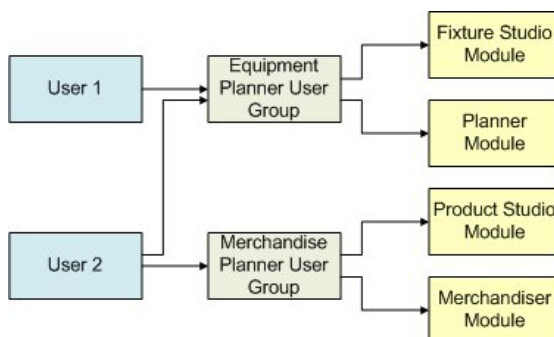 User 1
Equipment
Planner User
Group
Fixture Studio
Module
Planner
Module
User 2
Merchandise
Planner User
Group
Product Studio
Module
Merchandiser
Module